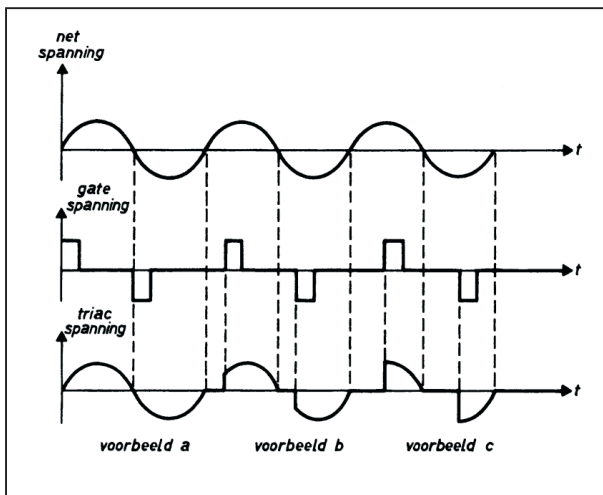 net
spanning
t
gate
spanning
t
triac
spanning
t
voorbeeld a
voorbeeld b
voorbeeld c